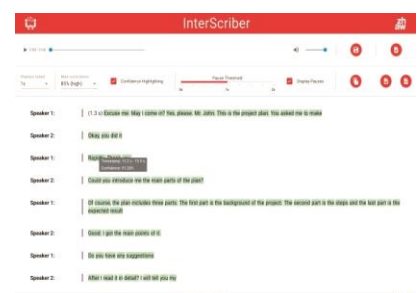 InterScriber
85% (high)
Confidence Highlighting
Pause Threshold
Display Pauses
Speaker 1: (1.3 s) Excuse me. May I come in? Yes, please. Mr. John. This is the project plan. You asked me to make
Speaker 2: Okay, you did it
Speaker 1:
Speaker 2: Could you introduce me the main parts of the plan?
Speaker 1: Of course, the plan includes three parts. The first part is the background of the project. The second part is the steps and the last part is the
expected result
Speaker 2: Good. I got the main points of it.
Speaker 1: Do you have any suggestions
Speaker 2: After I read it in detail? I will tell you my